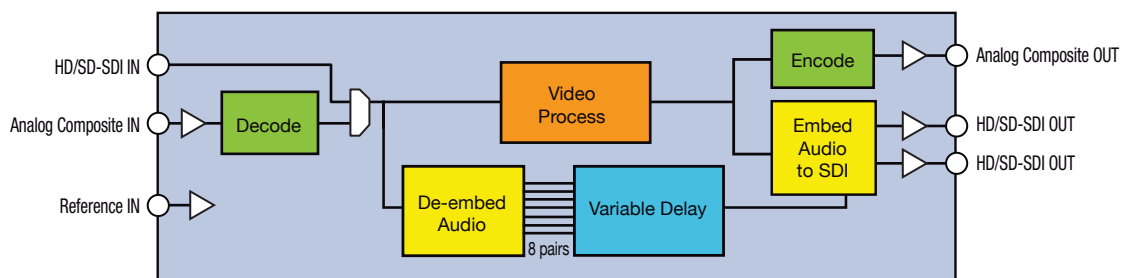 HD/SD-SDI IN
Analog Composite IN
Reference IN
Decode
Video
Process
De-embed
Audio
8 pairs
Variable Delay
Encode
Embed
Audio
to SDI
Analog Composite OUT
HD/SD-SDI OUT
HD/SD-SDI OUT